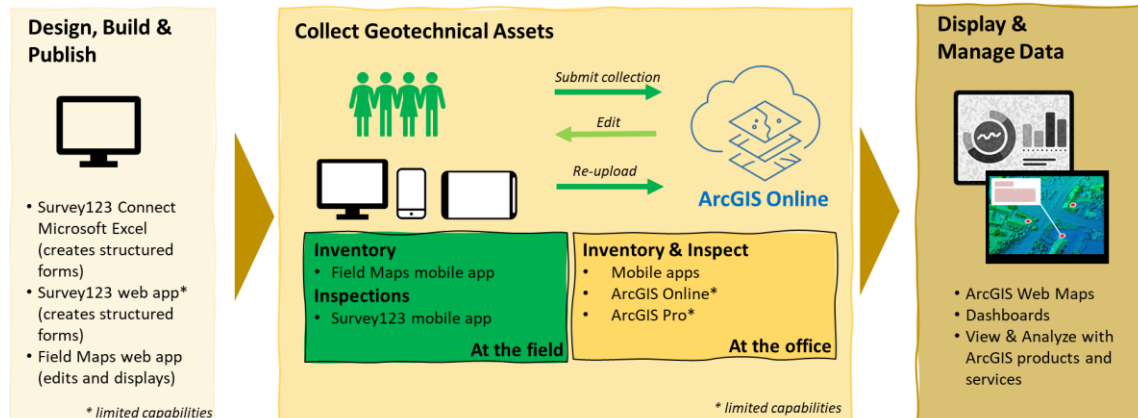 Design, Build &
Publish
• Survey123 Connect
Microsoft Excel
(creates structured
forms)
• Survey123 web app*
(creates structured
forms)
• Field Maps web app
(edits and displays)
* limited capabilities
Collect Geotechnical Assets
Submit collection
Edit
Re-upload
ArcGIS Online
Inventory
• Field Maps mobile app
Inspections
• Survey123 mobile app
At the field
Inventory & Inspect
• Mobile apps
• ArcGIS Online*
• ArcGIS Pro*
At the office
* limited capabilities
Display &
Manage Data
• ArcGIS Web Maps
• Dashboards
• View & Analyze with
ArcGIS products and
services